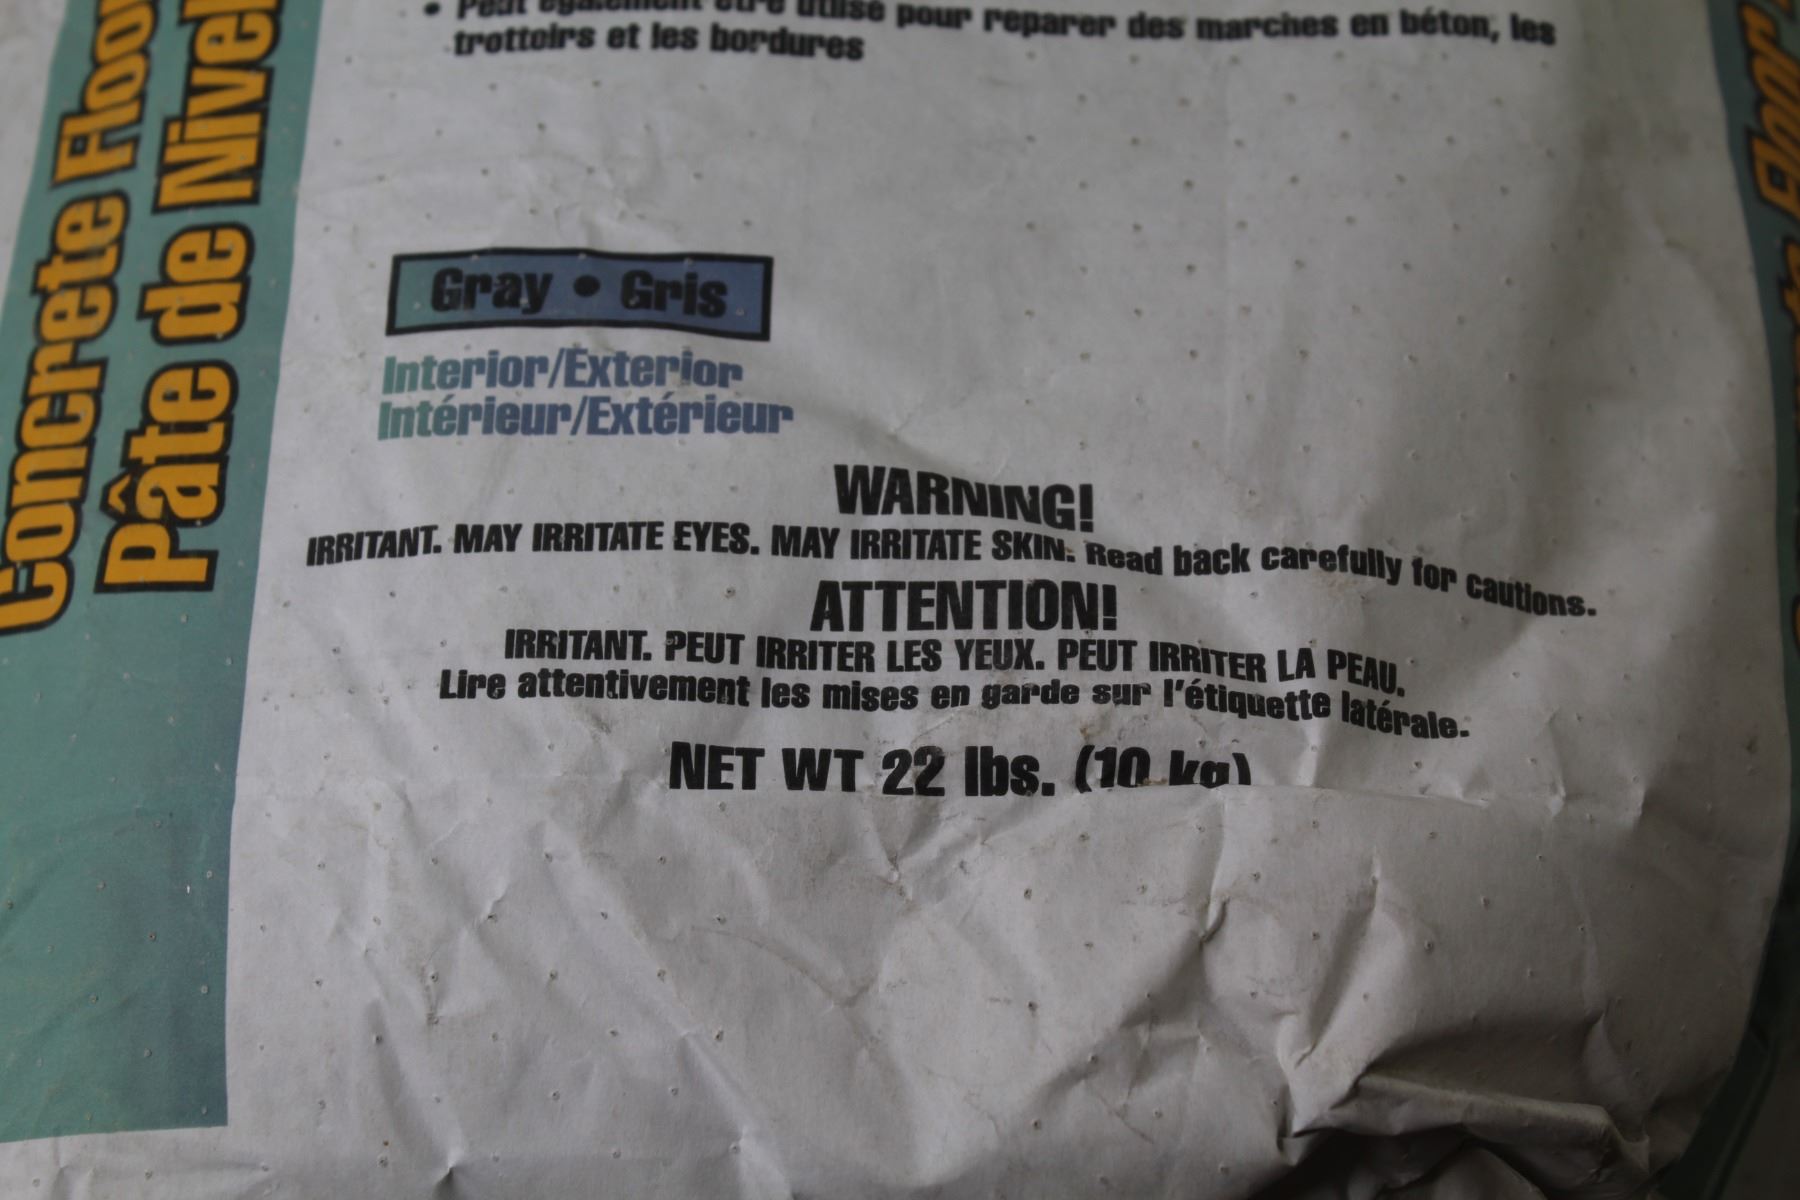 • Peut également être utilisé pour réparer des marches en béton, les
trottoirs et les bordures
Concrete Floor
Pâte de Nivel
Gray • Gris
Interior/Exterior
Intérieur/Extérieur
WARNING!
IRRITANT. MAY IRRITATE EYES. MAY IRRITATE SKIN. Read back carefully for cautions.
ATTENTION!
IRRITANT. PEUT IRRITER LES YEUX. PEUT IRRITER LA PEAU.
Lire attentivement les mises en garde sur l'étiquette latérale.
NET WT 22 lbs. (10 kg)
Floor